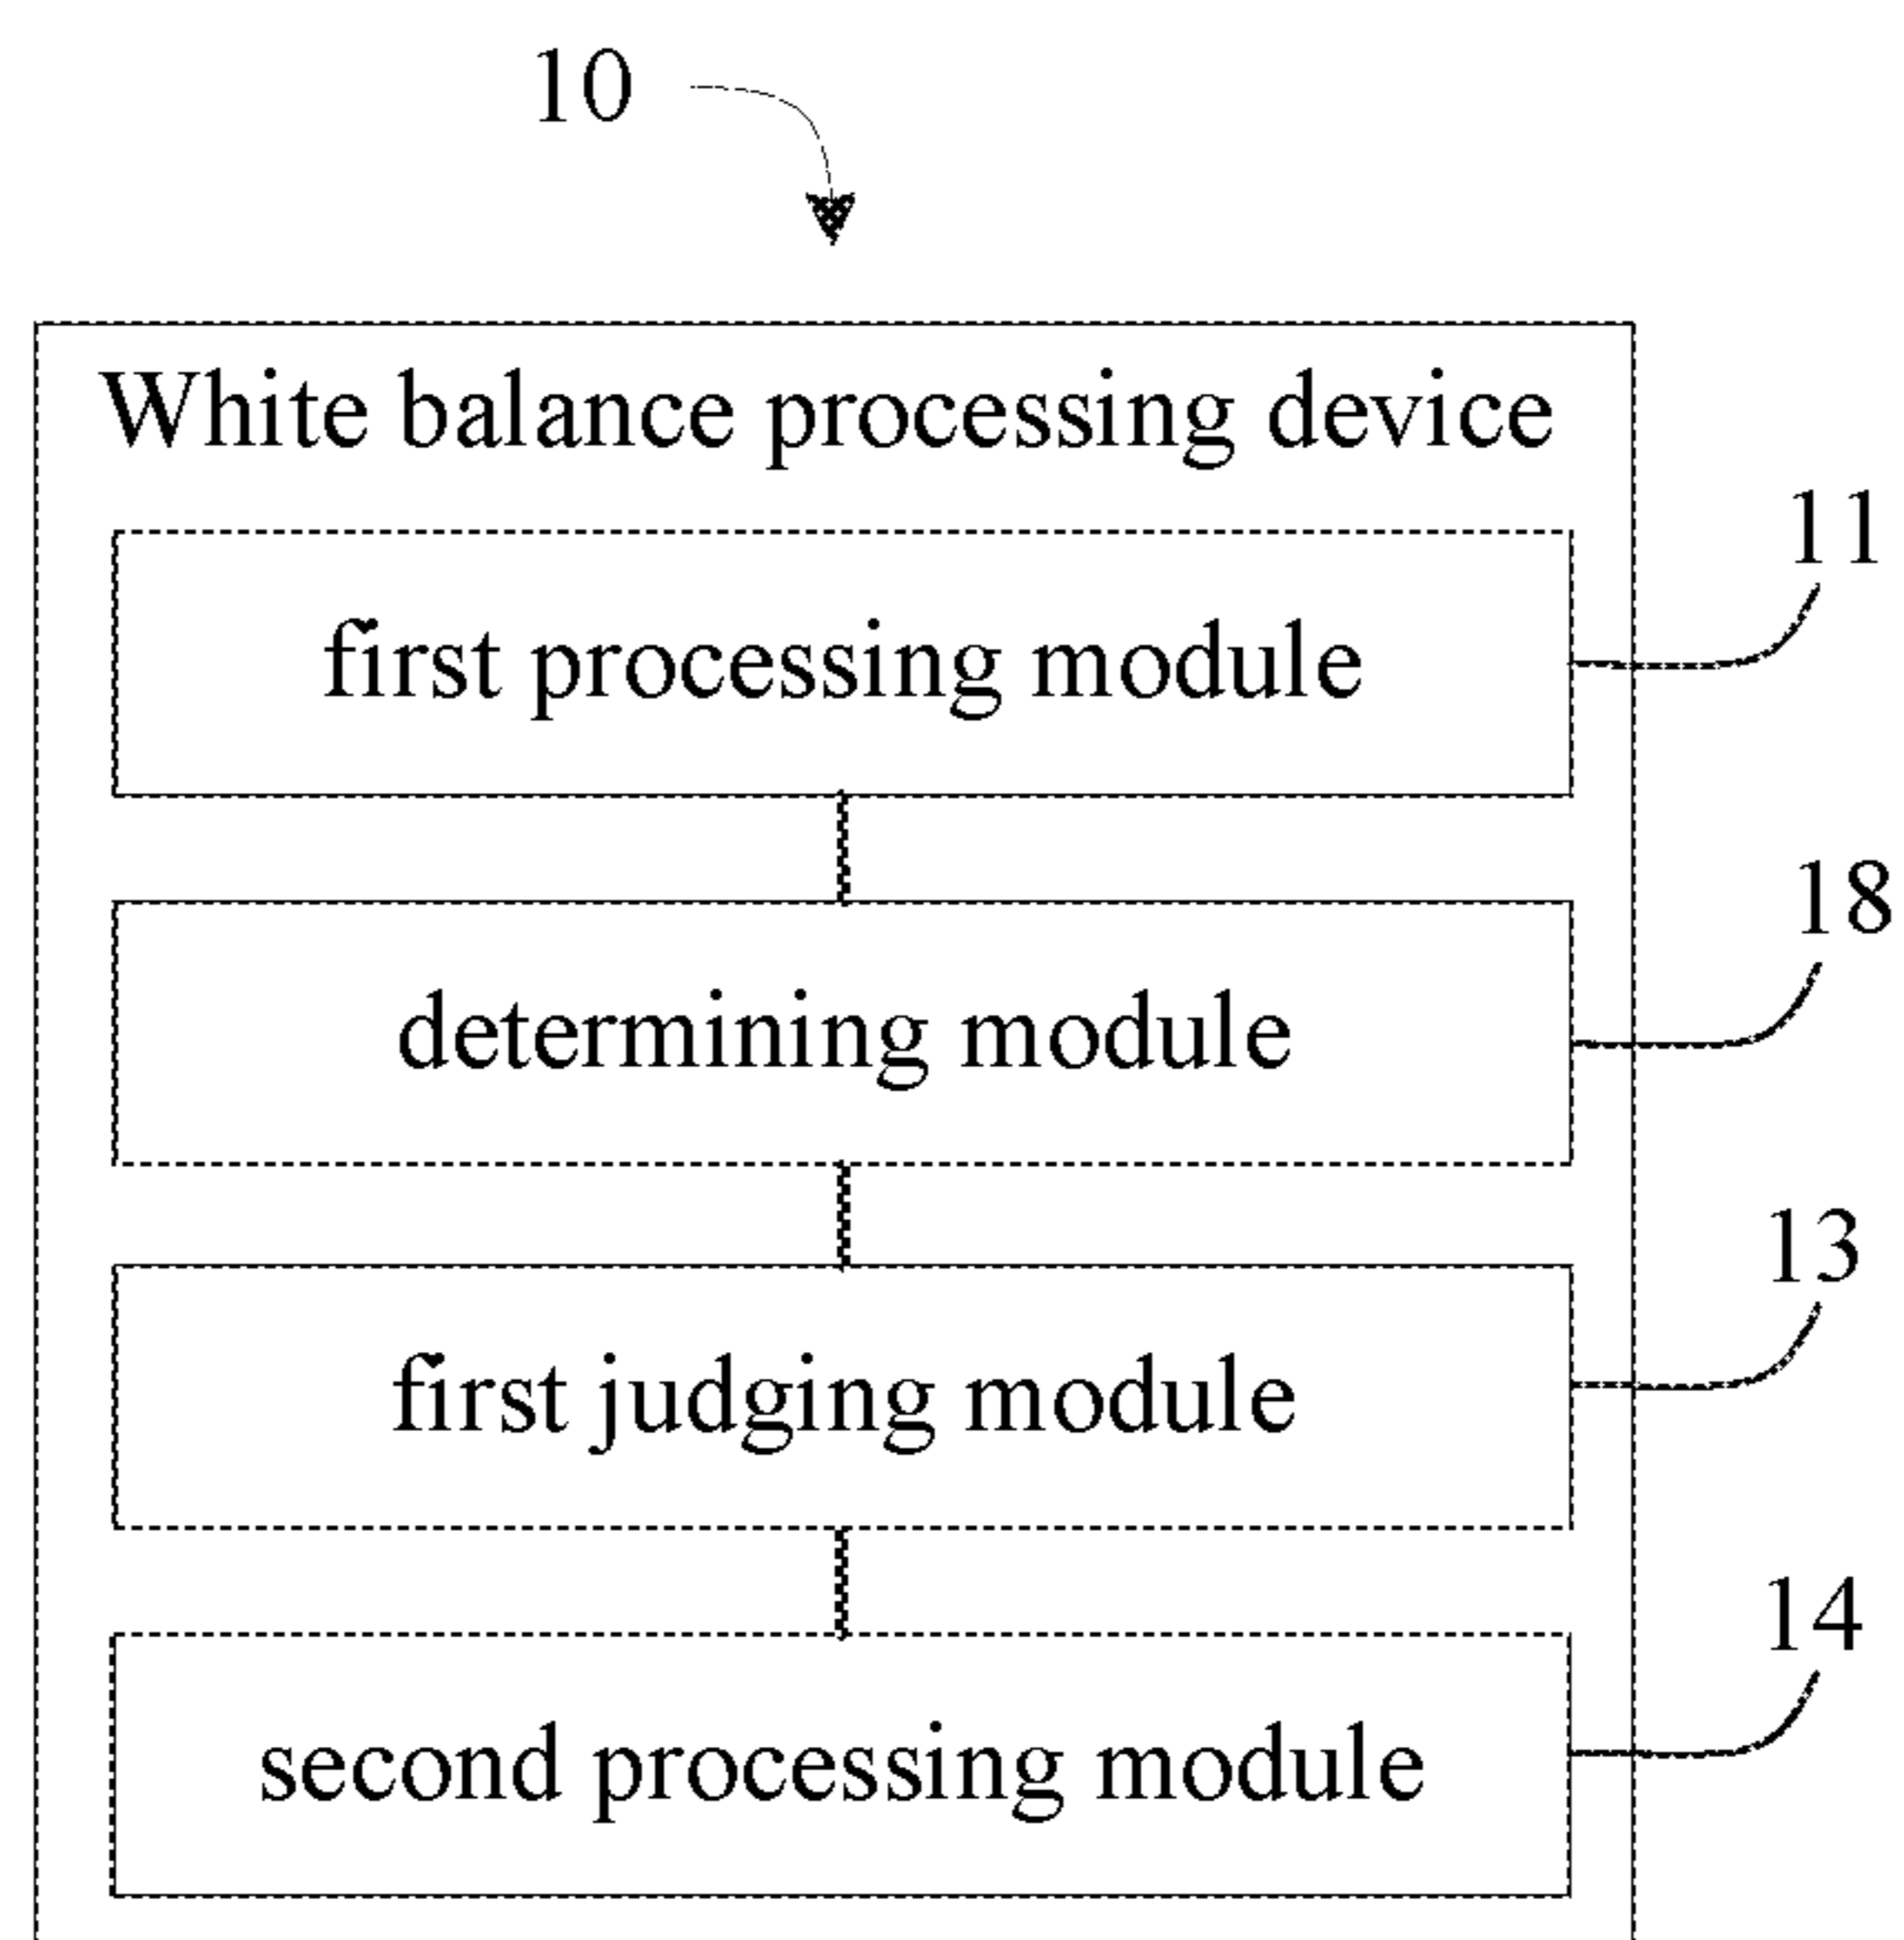 10
White balance processing device
11
first processing module
18
determining module
13
first judging module
14
second processing module